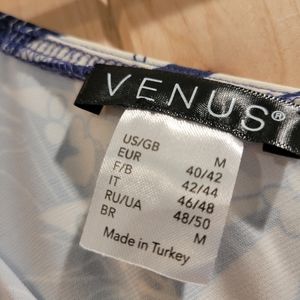 VENUS®
US/GB M
EUR 40/42
F/B 42/44
IT 46/48
RU/UA 48/50
BR M
Made in Turkey